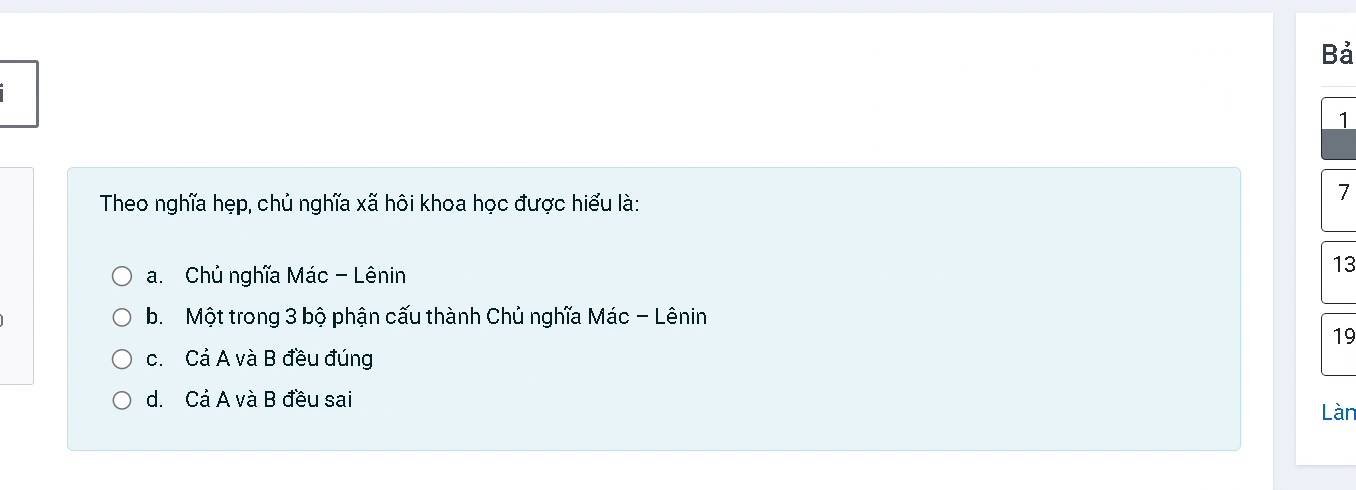 Bả
i
1
Theo nghĩa hẹp, chủ nghĩa xã hôi khoa học được hiểu là:
7
a. Chủ nghĩa Mác – Lênin
13
b. Một trong 3 bộ phận cấu thành Chủ nghĩa Mác – Lênin
19
c. Cả A và B đều đúng
d. Cả A và B đều sai
Làm